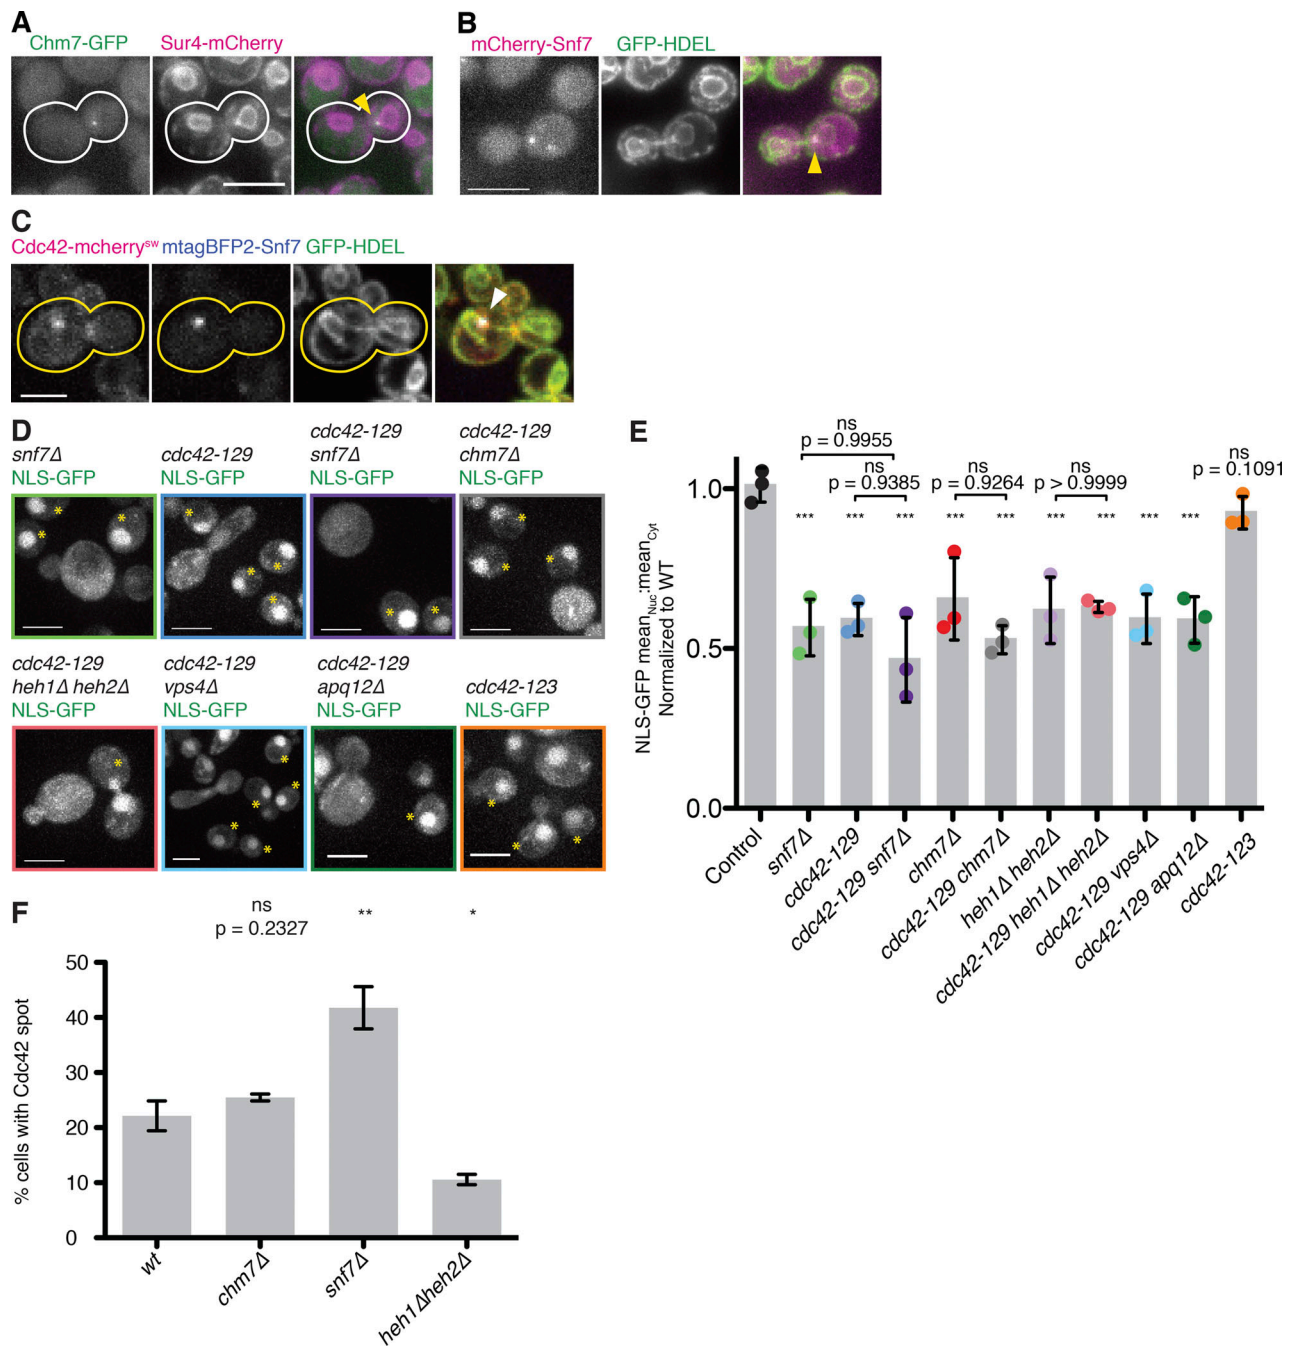 A
Chm7-GFP Sur4-mCherry
B
mCherry-Snf7 GFP-HDEL
C
Cdc42-mcherrysw mtagBFP2-Snf7 GFP-HDEL
D
snf7Δ
NLS-GFP
cdc42-129
NLS-GFP
cdc42-129
snf7Δ
NLS-GFP
cdc42-129
chm7Δ
NLS-GFP
* * * * * * * * * * *
cdc42-129
heh1Δ heh2Δ
NLS-GFP
cdc42-129
vps4Δ
NLS-GFP
cdc42-129
apq12Δ
NLS-GFP
cdc42-123
NLS-GFP
* * * * * * * * * *
E
ns
p = 0.9955
ns
p = 0.9385
ns
p = 0.9264
ns
p > 0.9999
ns
p = 0.1091
*** *** *** *** *** *** *** *** ***
NLS-GFP meanNuc:meanCyt
Normalized to WT
1.0
0.5
0.0
Control
snf7Δ
cdc42-129
cdc42-129 snf7Δ
chm7Δ
cdc42-129 chm7Δ
heh1Δ heh2Δ
cdc42-129 heh1Δ heh2Δ
cdc42-129 vps4Δ
cdc42-129 apq12Δ
cdc42-123
F
ns
p = 0.2327
**
*
% cells with Cdc42 spot
50
40
30
20
10
0
wt
chm7Δ
snf7Δ
heh1Δheh2Δ